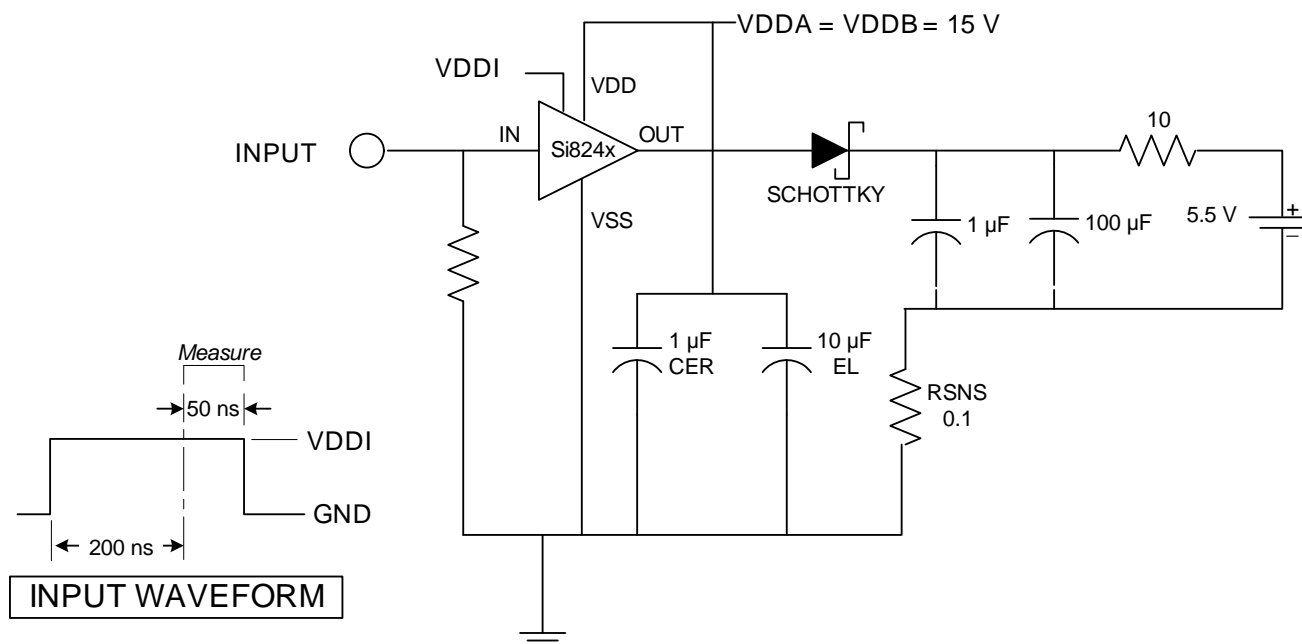 VDDA = VDDB = 15 V
VDDI
VDD
10
INPUT
IN
Si824x
OUT
SCHOTTKY
VSS
1 µF
100 µF
5.5 V
+
–
1 µF
CER
10 µF
EL
RSNS
0.1
Measure
50 ns
VDDI
GND
200 ns
INPUT WAVEFORM